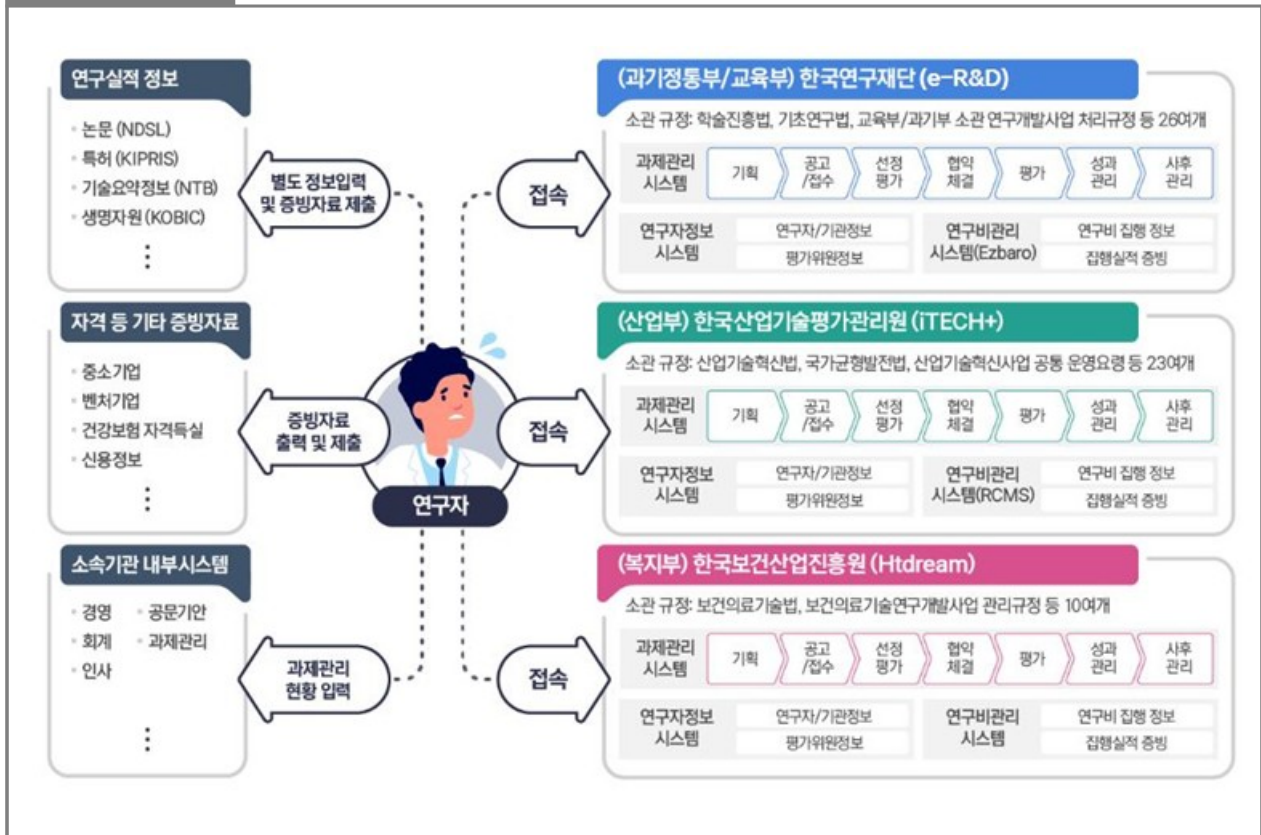 연구실적 정보
• 논문 (NDSL)
• 특허 (KIPRIS)
• 기술요약정보 (NTB)
• 생명자원 (KOBIC)
⋮
별도 정보입력
및 증빙자료 제출
자격 등 기타 증빙자료
• 중소기업
• 벤처기업
• 건강보험 자격득실
• 신용정보
⋮
증빙자료
출력 및 제출
소속기관 내부시스템
• 경영 • 공문기안
• 회계 • 과제관리
• 인사
⋮
과제관리
현황 입력
연구자
접속
(과기정통부/교육부) 한국연구재단 (e-R&D)
소관 규정: 학술진흥법, 기초연구법, 교육부/과기부 소관 연구개발사업 처리규정 등 26여개
과제관리
시스템
기획
공고
/접수
선정
평가
협약
체결
평가
성과
관리
사후
관리
연구자정보
시스템
연구자/기관정보
평가위원정보
연구비관리
시스템(Ezbaro)
연구비 집행 정보
집행실적 증빙
접속
(산업부) 한국산업기술평가관리원 (iTECH+)
소관 규정: 산업기술혁신법, 국가균형발전법, 산업기술혁신사업 공통 운영요령 등 23여개
과제관리
시스템
기획
공고
/접수
선정
평가
협약
체결
평가
성과
관리
사후
관리
연구자정보
시스템
연구자/기관정보
평가위원정보
연구비관리
시스템(RCMS)
연구비 집행 정보
집행실적 증빙
접속
(복지부) 한국보건산업진흥원 (Htdream)
소관 규정: 보건의료기술법, 보건의료기술연구개발사업 관리규정 등 10여개
과제관리
시스템
기획
공고
/접수
선정
평가
협약
체결
평가
성과
관리
사후
관리
연구자정보
시스템
연구자/기관정보
평가위원정보
연구비관리
시스템
연구비 집행 정보
집행실적 증빙